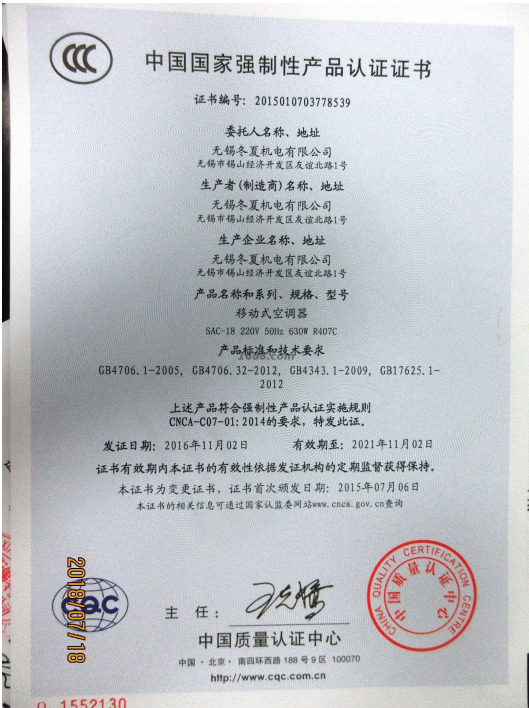 中国国家强制性产品认证证书
证书编号：2015010703778539
委托人名称、地址
无锡冬夏机电有限公司
无锡市锡山经济开发区友谊北路1号
生产者(制造商)名称、地址
无锡冬夏机电有限公司
无锡市锡山经济开发区友谊北路1号
生产企业名称、地址
无锡冬夏机电有限公司
无锡市锡山经济开发区友谊北路1号
产品名称和系列、规格、型号
移动式空调器
SAC-18 220V 50Hz 630W R407C
产品标准和技术要求
1688.com
GB4706.1-2005, GB4706.32-2012, GB4343.1-2009, GB17625.1-
2012
上述产品符合强制性产品认证实施规则
CNCA-C07-01:2014的要求，特发此证。
发证日期：2016年11月02日 有效期至：2021年11月02日
证书有效期内本证书的有效性依据发证机构的定期监督获得保持。
本证书为变更证书，证书首次颁发日期：2015年07月06日
本证书的相关信息可通过国家认监委网站www.cnca.gov.cn查询
CHINA QUALITY CERTIFICATION CENTRE
中国质量认证中心
CQC
2018/07/18
主任：
中国质量认证中心
中国·北京·南四环西路188号9区 100070
http://www.cqc.com.cn
1552130